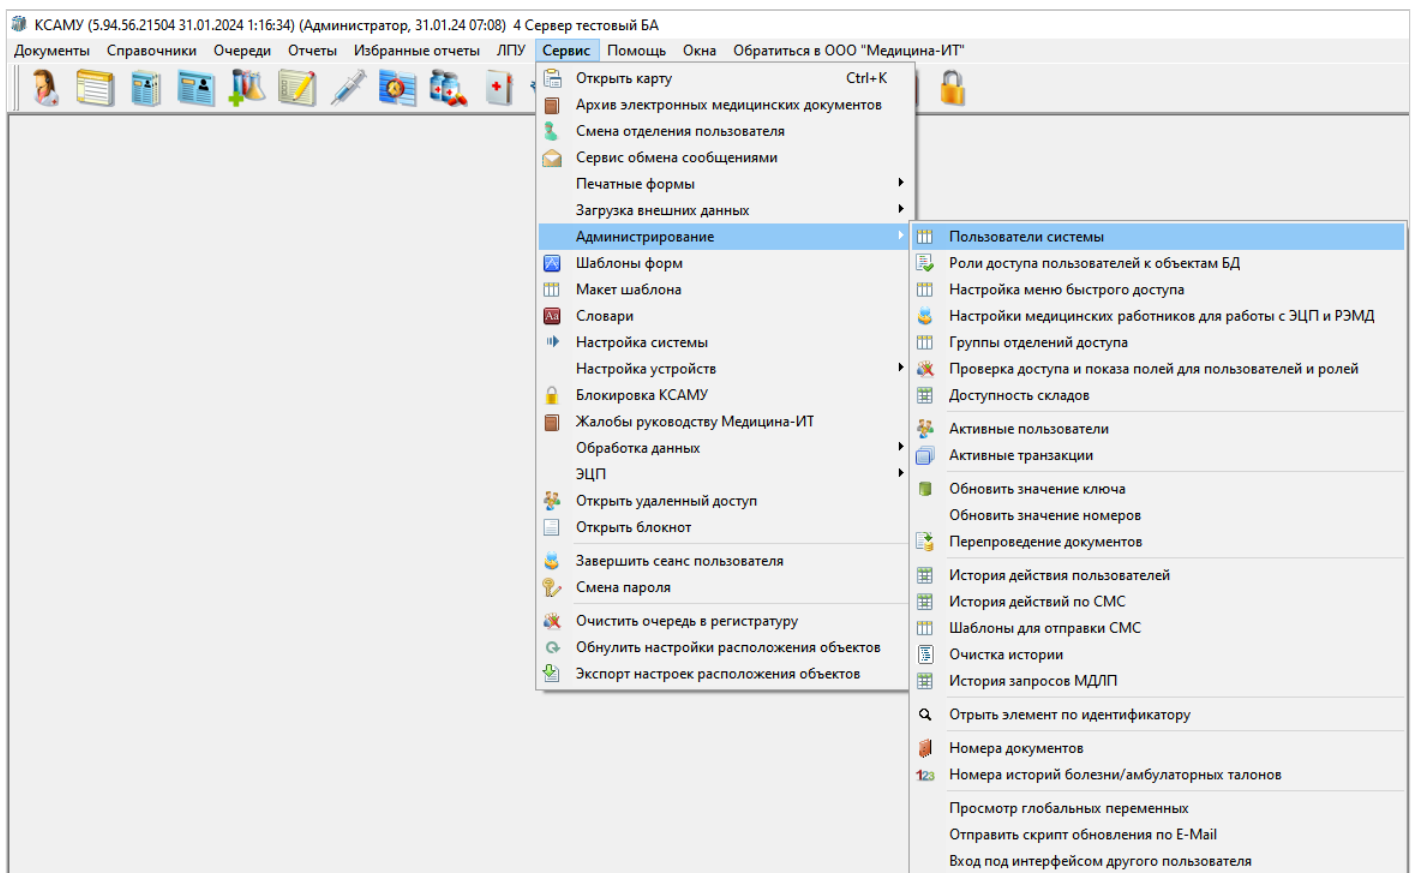 КСАМУ (5.94.56.21504 31.01.2024 1:16:34) (Администратор, 31.01.24 07:08) 4 Сервер тестовый БА
Документы Справочники Очереди Отчеты Избранные отчеты ЛПУ Сервис Помощь Окна Обратиться в ООО "Медицина-ИТ"
Открыть карту Ctrl+K
Архив электронных медицинских документов
Смена отделения пользователя
Сервис обмена сообщениями
Печатные формы
Загрузка внешних данных
Администрирование
Шаблоны форм
Макет шаблона
Aa Словари
Настройка системы
Настройка устройств
Блокировка КСАМУ
Жалобы руководству Медицина-ИТ
Обработка данных
ЭЦП
Открыть удаленный доступ
Открыть блокнот
Завершить сеанс пользователя
Смена пароля
Очистить очередь в регистратуру
Обнулить настройки расположения объектов
Экспорт настроек расположения объектов
Пользователи системы
Роли доступа пользователей к объектам БД
Настройка меню быстрого доступа
Настройки медицинских работников для работы с ЭЦП и РЭМД
Группы отделений доступа
Проверка доступа и показа полей для пользователей и ролей
Доступность складов
Активные пользователи
Активные транзакции
Обновить значение ключа
Обновить значение номеров
Перепроведение документов
История действия пользователей
История действий по СМС
Шаблоны для отправки СМС
Очистка истории
История запросов МДЛП
Отрыть элемент по идентификатору
Номера документов
123 Номера историй болезни/амбулаторных талонов
Просмотр глобальных переменных
Отправить скрипт обновления по E-Mail
Вход под интерфейсом другого пользователя